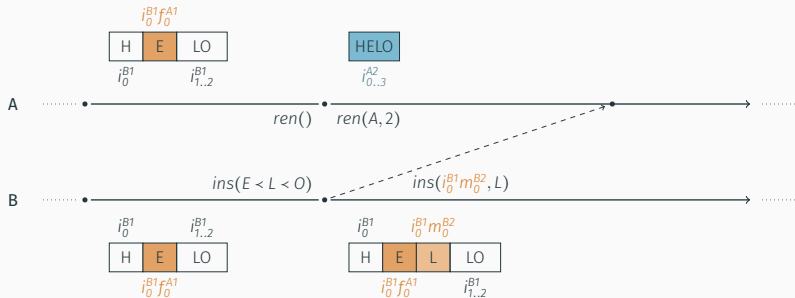 i₀^B1 f₀^A1
H E LO HELO
i₀^B1 i₁..₂^B1 i₀..₃^A2
A
ren() ren(A, 2)
ins(E < L < O) ins(i₀^B1 m₀^B2, L)
B
i₀^B1 i₁..₂^B1 i₀^B1 i₀^B1 m₀^B2
H E LO H E L LO
i₀^B1 f₀^A1 i₀^B1 f₀^A1 i₁..₂^B1